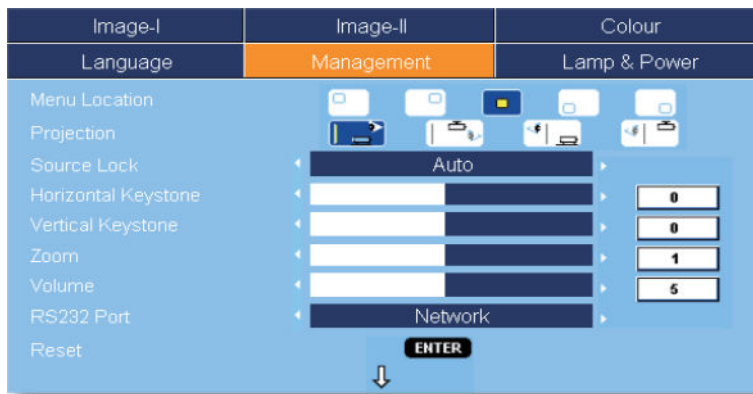 Image-I Image-II Colour
Language Management Lamp & Power
Menu Location
Projection
Source Lock Auto
Horizontal Keystone 0
Vertical Keystone 0
Zoom 1
Volume 5
RS232 Port Network
Reset ENTER